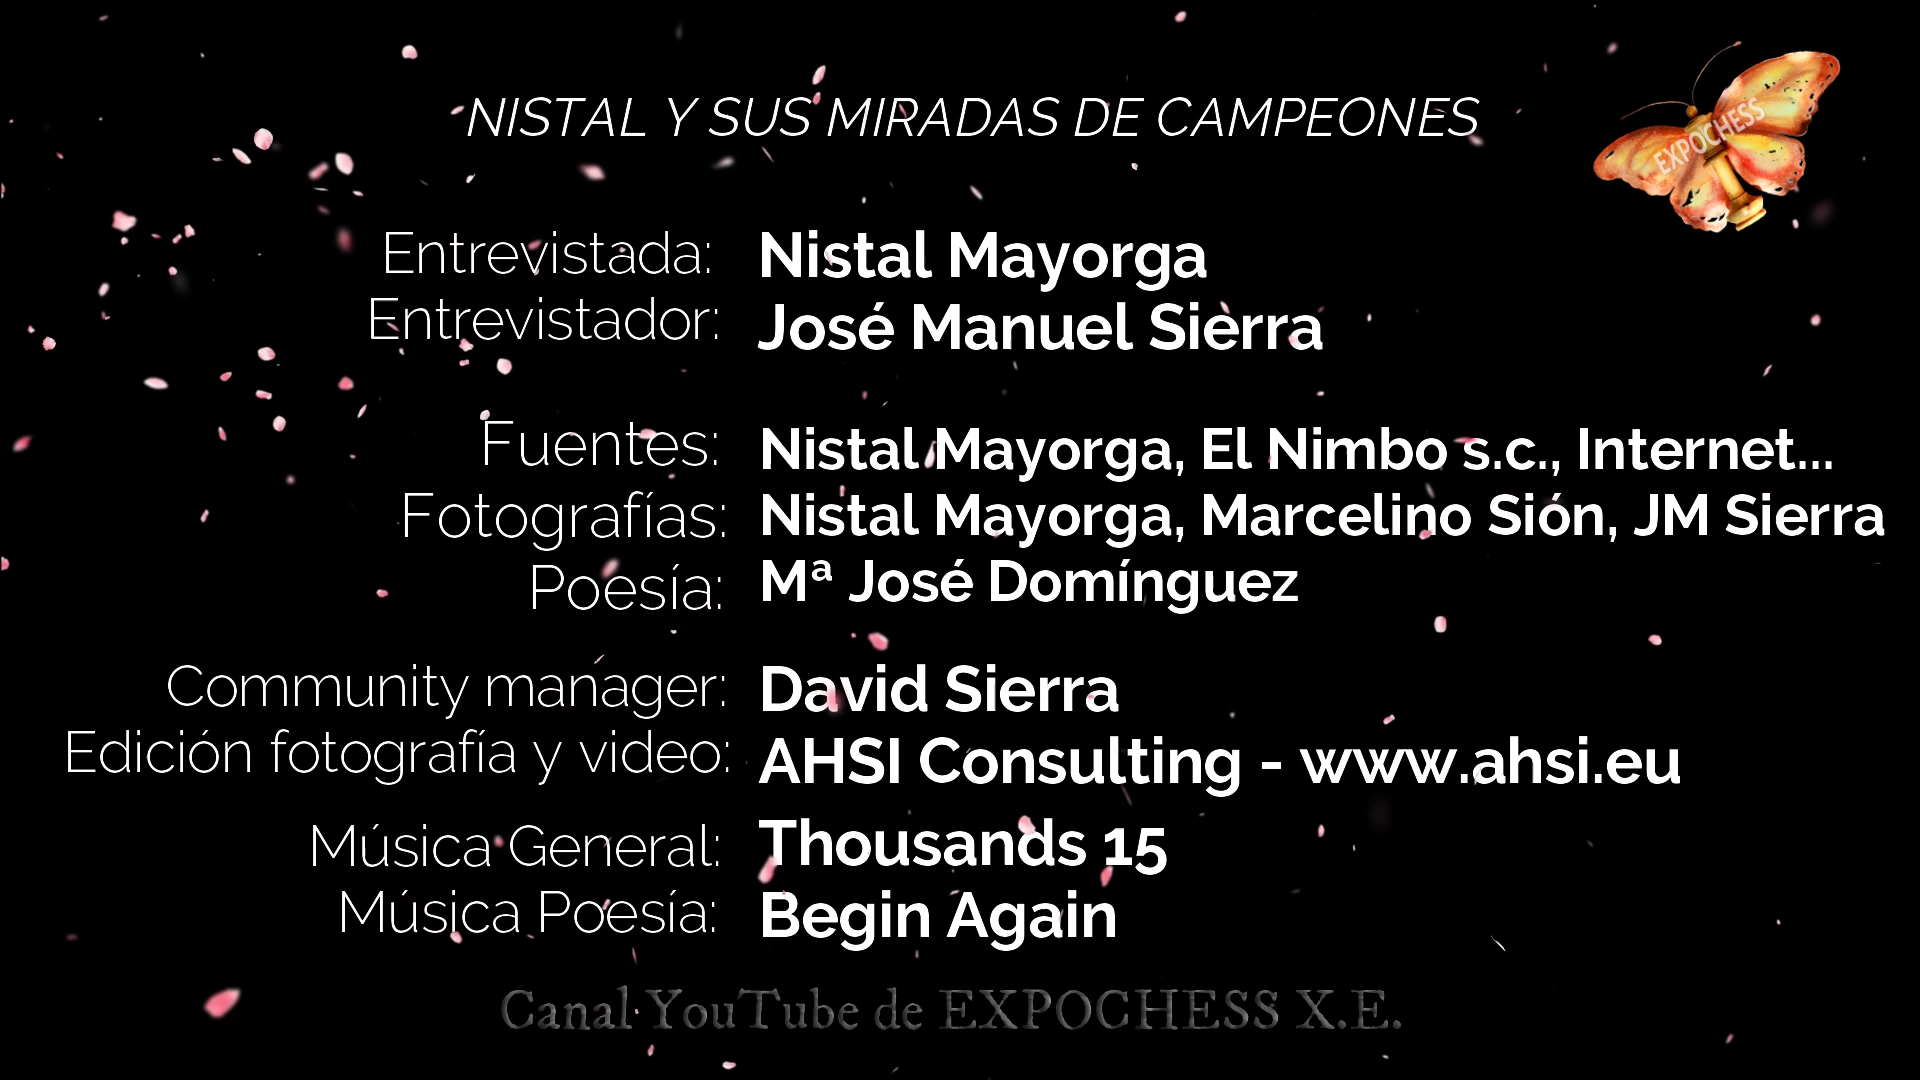 NISTAL Y SUS MIRADAS DE CAMPEONES
EXPOCHESS
Entrevistada: Nistal Mayorga
Entrevistador: José Manuel Sierra
Fuentes: Nistal Mayorga, El Nimbo s.c., Internet...
Fotografías: Nistal Mayorga, Marcelino Sión, JM Sierra
Poesía: Mª José Domínguez
Community manager: David Sierra
Edición fotografía y video: AHSI Consulting - www.ahsi.eu
Música General: Thousands 15
Música Poesía: Begin Again
Canal YouTube de EXPOCHESS X.E.